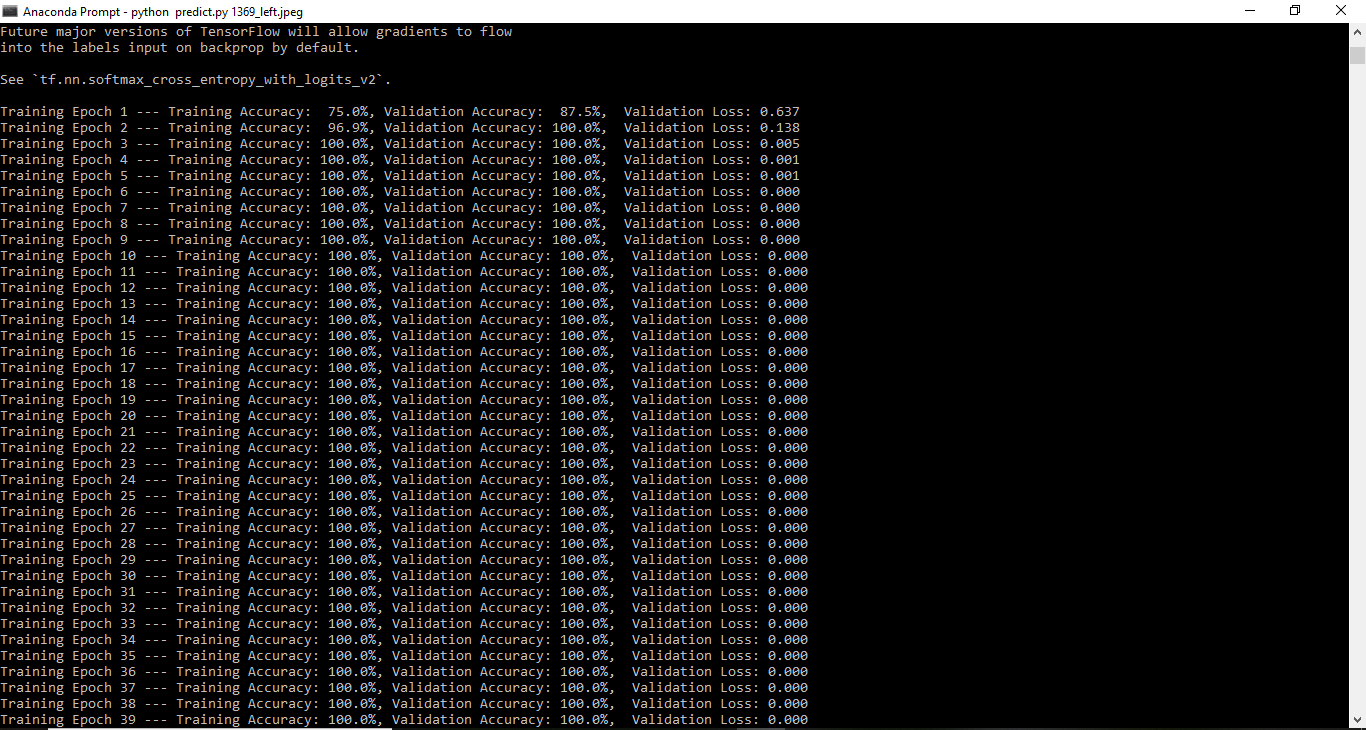 Anaconda Prompt - python  predict.py 1369_left.jpeg
Future major versions of TensorFlow will allow gradients to flow
into the labels input on backprop by default.
See `tf.nn.softmax_cross_entropy_with_logits_v2`.
Training Epoch 1 --- Training Accuracy:  75.0%, Validation Accuracy:  87.5%,  Validation Loss: 0.637
Training Epoch 2 --- Training Accuracy:  96.9%, Validation Accuracy: 100.0%,  Validation Loss: 0.138
Training Epoch 3 --- Training Accuracy: 100.0%, Validation Accuracy: 100.0%,  Validation Loss: 0.005
Training Epoch 4 --- Training Accuracy: 100.0%, Validation Accuracy: 100.0%,  Validation Loss: 0.001
Training Epoch 5 --- Training Accuracy: 100.0%, Validation Accuracy: 100.0%,  Validation Loss: 0.001
Training Epoch 6 --- Training Accuracy: 100.0%, Validation Accuracy: 100.0%,  Validation Loss: 0.000
Training Epoch 7 --- Training Accuracy: 100.0%, Validation Accuracy: 100.0%,  Validation Loss: 0.000
Training Epoch 8 --- Training Accuracy: 100.0%, Validation Accuracy: 100.0%,  Validation Loss: 0.000
Training Epoch 9 --- Training Accuracy: 100.0%, Validation Accuracy: 100.0%,  Validation Loss: 0.000
Training Epoch 10 --- Training Accuracy: 100.0%, Validation Accuracy: 100.0%,  Validation Loss: 0.000
Training Epoch 11 --- Training Accuracy: 100.0%, Validation Accuracy: 100.0%,  Validation Loss: 0.000
Training Epoch 12 --- Training Accuracy: 100.0%, Validation Accuracy: 100.0%,  Validation Loss: 0.000
Training Epoch 13 --- Training Accuracy: 100.0%, Validation Accuracy: 100.0%,  Validation Loss: 0.000
Training Epoch 14 --- Training Accuracy: 100.0%, Validation Accuracy: 100.0%,  Validation Loss: 0.000
Training Epoch 15 --- Training Accuracy: 100.0%, Validation Accuracy: 100.0%,  Validation Loss: 0.000
Training Epoch 16 --- Training Accuracy: 100.0%, Validation Accuracy: 100.0%,  Validation Loss: 0.000
Training Epoch 17 --- Training Accuracy: 100.0%, Validation Accuracy: 100.0%,  Validation Loss: 0.000
Training Epoch 18 --- Training Accuracy: 100.0%, Validation Accuracy: 100.0%,  Validation Loss: 0.000
Training Epoch 19 --- Training Accuracy: 100.0%, Validation Accuracy: 100.0%,  Validation Loss: 0.000
Training Epoch 20 --- Training Accuracy: 100.0%, Validation Accuracy: 100.0%,  Validation Loss: 0.000
Training Epoch 21 --- Training Accuracy: 100.0%, Validation Accuracy: 100.0%,  Validation Loss: 0.000
Training Epoch 22 --- Training Accuracy: 100.0%, Validation Accuracy: 100.0%,  Validation Loss: 0.000
Training Epoch 23 --- Training Accuracy: 100.0%, Validation Accuracy: 100.0%,  Validation Loss: 0.000
Training Epoch 24 --- Training Accuracy: 100.0%, Validation Accuracy: 100.0%,  Validation Loss: 0.000
Training Epoch 25 --- Training Accuracy: 100.0%, Validation Accuracy: 100.0%,  Validation Loss: 0.000
Training Epoch 26 --- Training Accuracy: 100.0%, Validation Accuracy: 100.0%,  Validation Loss: 0.000
Training Epoch 27 --- Training Accuracy: 100.0%, Validation Accuracy: 100.0%,  Validation Loss: 0.000
Training Epoch 28 --- Training Accuracy: 100.0%, Validation Accuracy: 100.0%,  Validation Loss: 0.000
Training Epoch 29 --- Training Accuracy: 100.0%, Validation Accuracy: 100.0%,  Validation Loss: 0.000
Training Epoch 30 --- Training Accuracy: 100.0%, Validation Accuracy: 100.0%,  Validation Loss: 0.000
Training Epoch 31 --- Training Accuracy: 100.0%, Validation Accuracy: 100.0%,  Validation Loss: 0.000
Training Epoch 32 --- Training Accuracy: 100.0%, Validation Accuracy: 100.0%,  Validation Loss: 0.000
Training Epoch 33 --- Training Accuracy: 100.0%, Validation Accuracy: 100.0%,  Validation Loss: 0.000
Training Epoch 34 --- Training Accuracy: 100.0%, Validation Accuracy: 100.0%,  Validation Loss: 0.000
Training Epoch 35 --- Training Accuracy: 100.0%, Validation Accuracy: 100.0%,  Validation Loss: 0.000
Training Epoch 36 --- Training Accuracy: 100.0%, Validation Accuracy: 100.0%,  Validation Loss: 0.000
Training Epoch 37 --- Training Accuracy: 100.0%, Validation Accuracy: 100.0%,  Validation Loss: 0.000
Training Epoch 38 --- Training Accuracy: 100.0%, Validation Accuracy: 100.0%,  Validation Loss: 0.000
Training Epoch 39 --- Training Accuracy: 100.0%, Validation Accuracy: 100.0%,  Validation Loss: 0.000